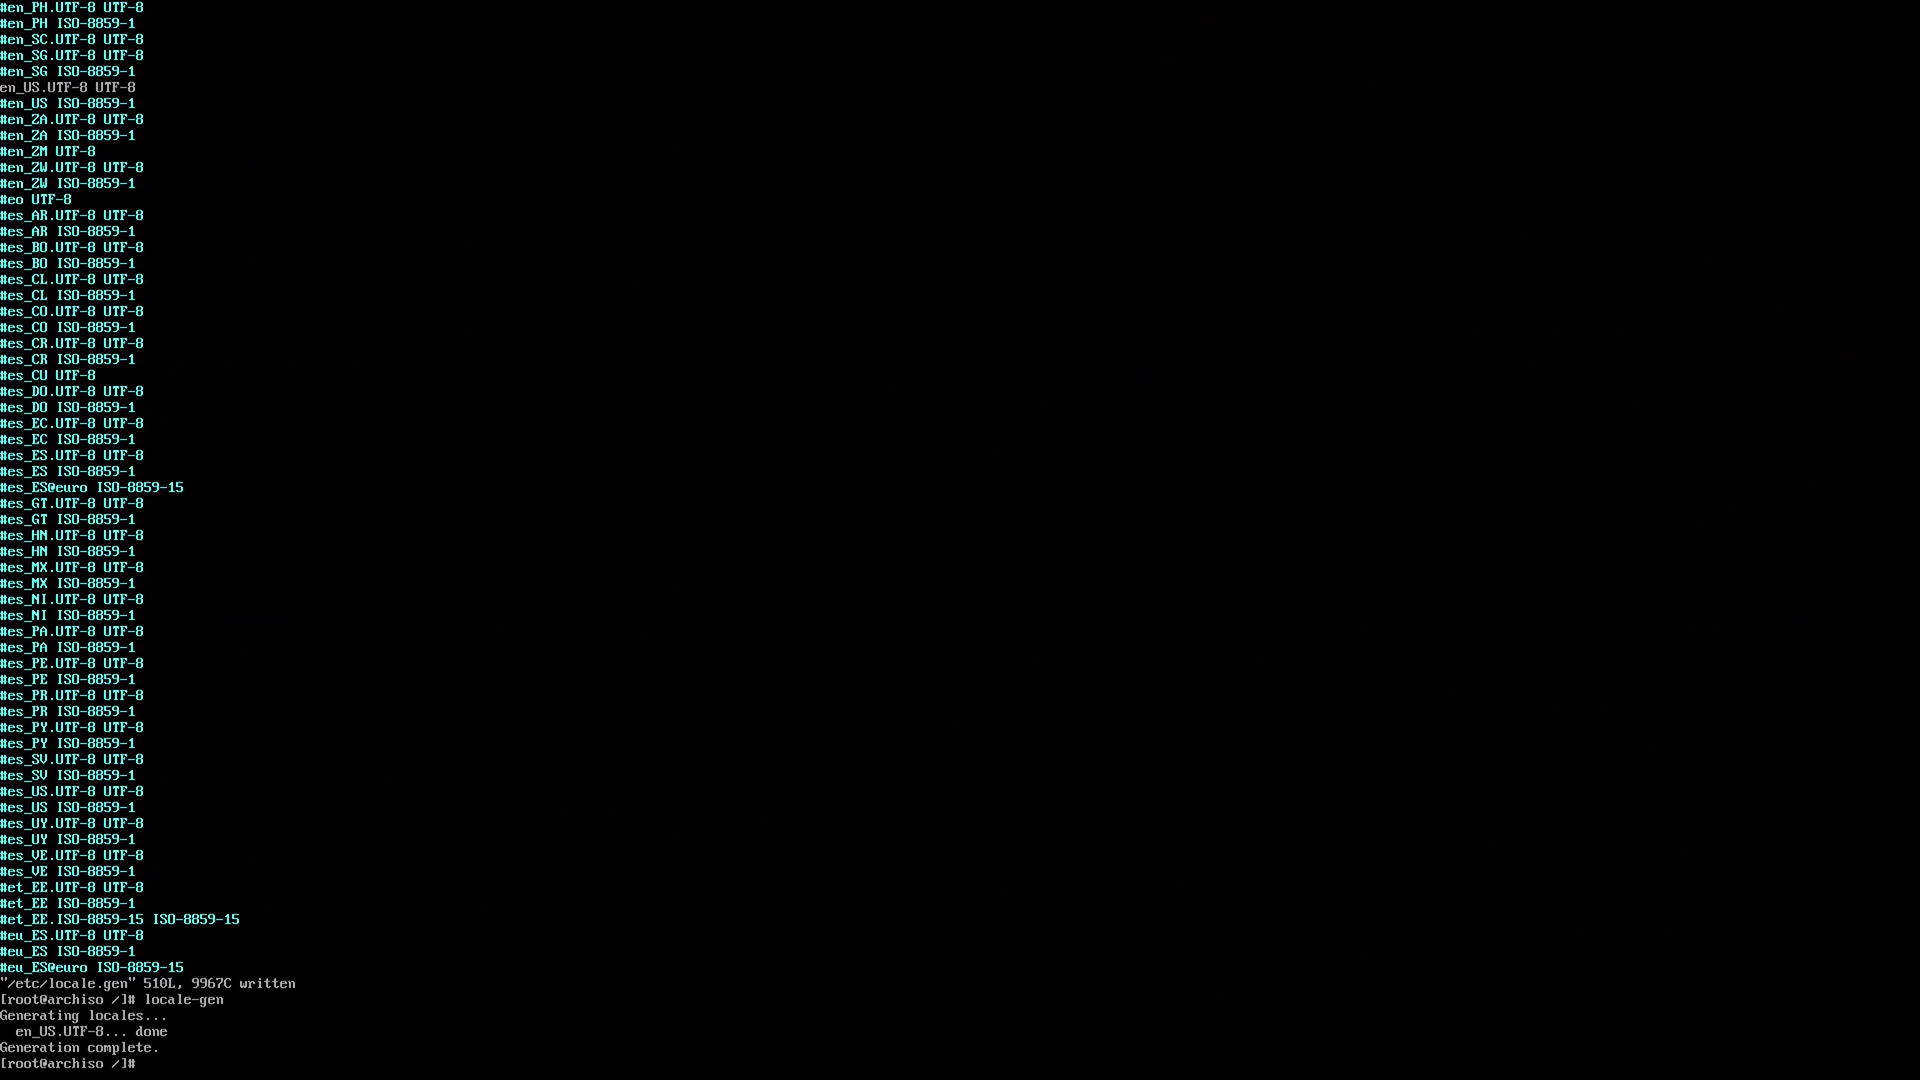 #en_PH.UTF-8 UTF-8
#en_PH ISO-8859-1
#en_SC.UTF-8 UTF-8
#en_SG.UTF-8 UTF-8
#en_SG ISO-8859-1
en_US.UTF-8 UTF-8
#en_US ISO-8859-1
#en_ZA.UTF-8 UTF-8
#en_ZA ISO-8859-1
#en_ZM UTF-8
#en_ZW.UTF-8 UTF-8
#en_ZW ISO-8859-1
#eo UTF-8
#es_AR.UTF-8 UTF-8
#es_AR ISO-8859-1
#es_BO.UTF-8 UTF-8
#es_BO ISO-8859-1
#es_CL.UTF-8 UTF-8
#es_CL ISO-8859-1
#es_CO.UTF-8 UTF-8
#es_CO ISO-8859-1
#es_CR.UTF-8 UTF-8
#es_CR ISO-8859-1
#es_CU UTF-8
#es_DO.UTF-8 UTF-8
#es_DO ISO-8859-1
#es_EC.UTF-8 UTF-8
#es_EC ISO-8859-1
#es_ES.UTF-8 UTF-8
#es_ES ISO-8859-1
#es_ES@euro ISO-8859-15
#es_GT.UTF-8 UTF-8
#es_GT ISO-8859-1
#es_HN.UTF-8 UTF-8
#es_HN ISO-8859-1
#es_MX.UTF-8 UTF-8
#es_MX ISO-8859-1
#es_NI.UTF-8 UTF-8
#es_NI ISO-8859-1
#es_PA.UTF-8 UTF-8
#es_PA ISO-8859-1
#es_PE.UTF-8 UTF-8
#es_PE ISO-8859-1
#es_PR.UTF-8 UTF-8
#es_PR ISO-8859-1
#es_PY.UTF-8 UTF-8
#es_PY ISO-8859-1
#es_SV.UTF-8 UTF-8
#es_SV ISO-8859-1
#es_US.UTF-8 UTF-8
#es_US ISO-8859-1
#es_UY.UTF-8 UTF-8
#es_UY ISO-8859-1
#es_VE.UTF-8 UTF-8
#es_VE ISO-8859-1
#et_EE.UTF-8 UTF-8
#et_EE ISO-8859-1
#et_EE.ISO-8859-15 ISO-8859-15
#eu_ES.UTF-8 UTF-8
#eu_ES ISO-8859-1
#eu_ES@euro ISO-8859-15
"/etc/locale.gen" 510L, 9967C written
[root@archiso /]# locale-gen
Generating locales...
  en_US.UTF-8... done
Generation complete.
[root@archiso /]#